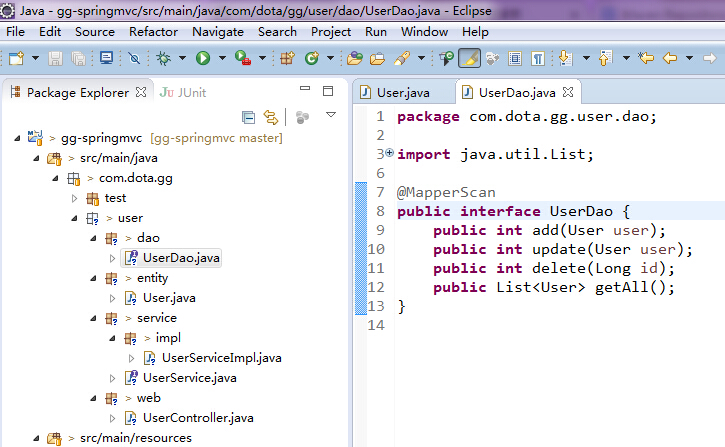 Java - gg-springmvc/src/main/java/com/dota/gg/user/dao/UserDao.java - Eclipse
File Edit Source Refactor Navigate Search Project Run Window Help
Package Explorer JUnit
> gg-springmvc [gg-springmvc master]
> src/main/java
> com.dota.gg
test
> user
> dao
UserDao.java
> entity
User.java
> service
> impl
UserServiceImpl.java
UserService.java
> web
UserController.java
> src/main/resources
User.java UserDao.java
1 package com.dota.gg.user.dao;
2
3 import java.util.List;
6
7 @MapperScan
8 public interface UserDao {
9 public int add(User user);
10 public int update(User user);
11 public int delete(Long id);
12 public List<User> getAll();
13 }
14